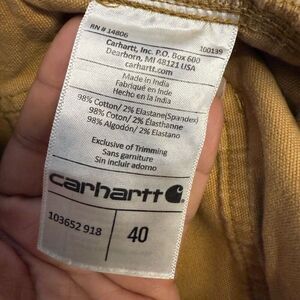 RN # 14806
100139
Carhartt, Inc. P.O. Box 600
Dearborn, MI 48121 USA
carhartt.com
Made in India
Fabriqué en Inde
Hecho en la India
98% Cotton/ 2% Elastane(Spandex)
98% Coton/ 2% Élasthanne
98% Algodón/ 2% Elastano
Exclusive of Trimming
Sans garniture
Sin incluir adorno
carhartt
103652 918
40